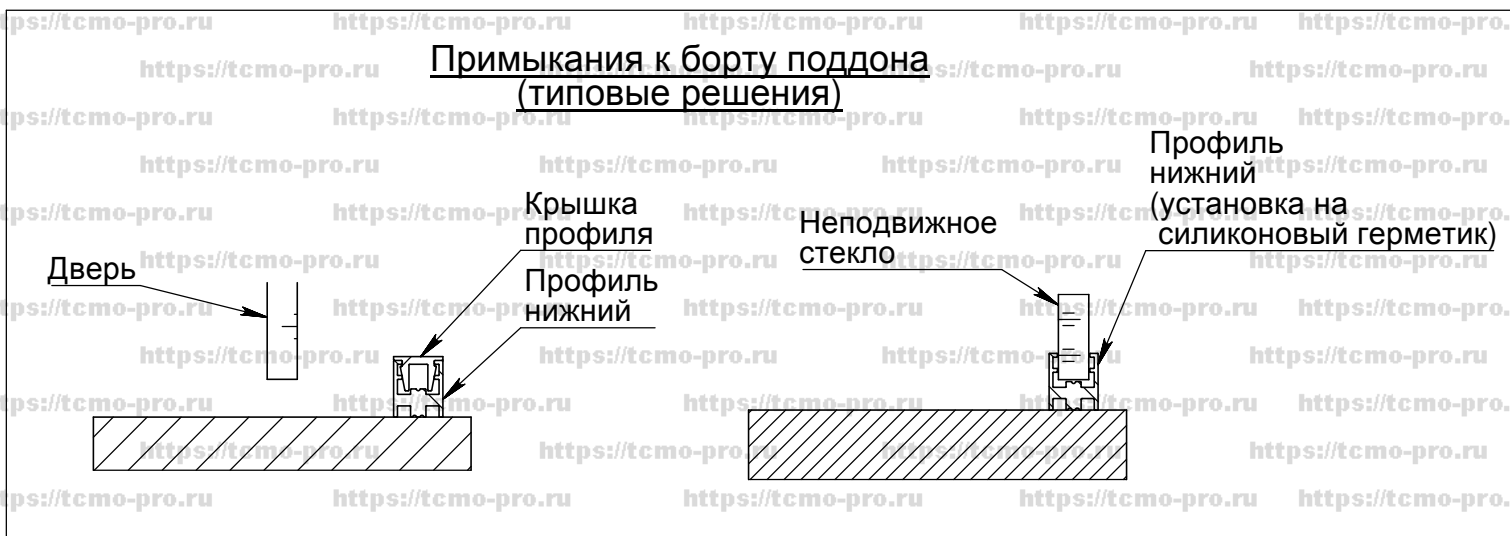 Примыкания к борту поддона
(типовые решения)
Дверь
Крышка
профиля
Профиль
нижний
Неподвижное
стекло
Профиль
нижний
(установка на
силиконовый герметик)
https://tcmo-pro.ru